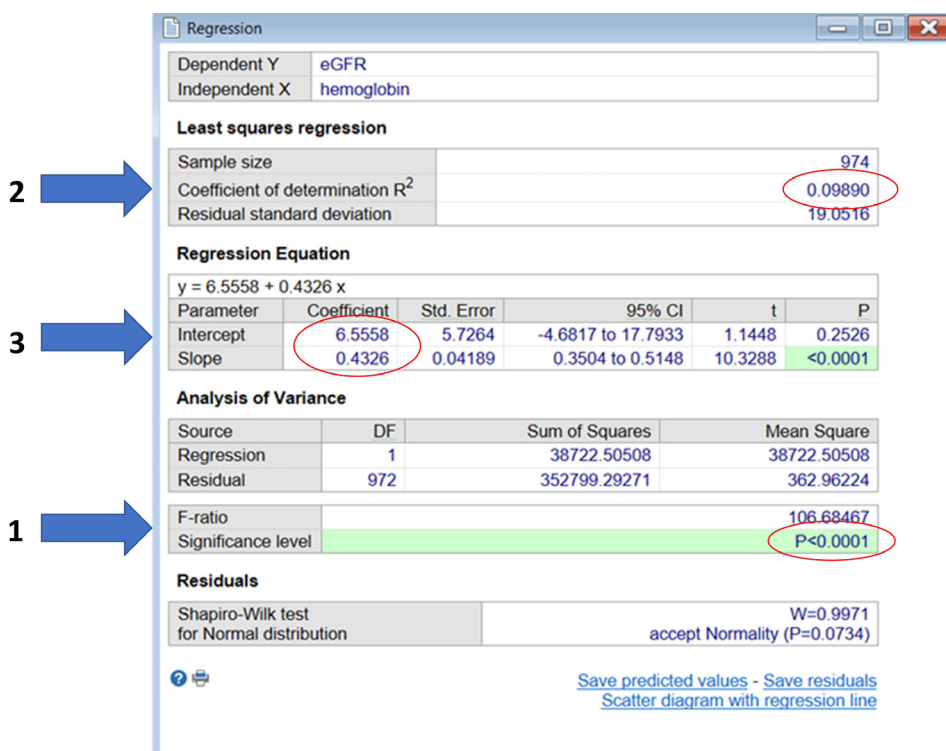 Regression
Dependent Y eGFR
Independent X hemoglobin
Least squares regression
Sample size 974
2
Coefficient of determination R² 0.09890
Residual standard deviation 19.0516
Regression Equation
y = 6.5558 + 0.4326 x
Parameter Coefficient Std. Error 95% CI t P
3
Intercept 6.5558 5.7264 -4.6817 to 17.7933 1.1448 0.2526
Slope 0.4326 0.04189 0.3504 to 0.5148 10.3288 <0.0001
Analysis of Variance
Source DF Sum of Squares Mean Square
Regression 1 38722.50508 38722.50508
Residual 972 352799.29271 362.96224
F-ratio 106.68467
1
Significance level P<0.0001
Residuals
Shapiro-Wilk test W=0.9971
for Normal distribution accept Normality (P=0.0734)
Save predicted values - Save residuals
Scatter diagram with regression line